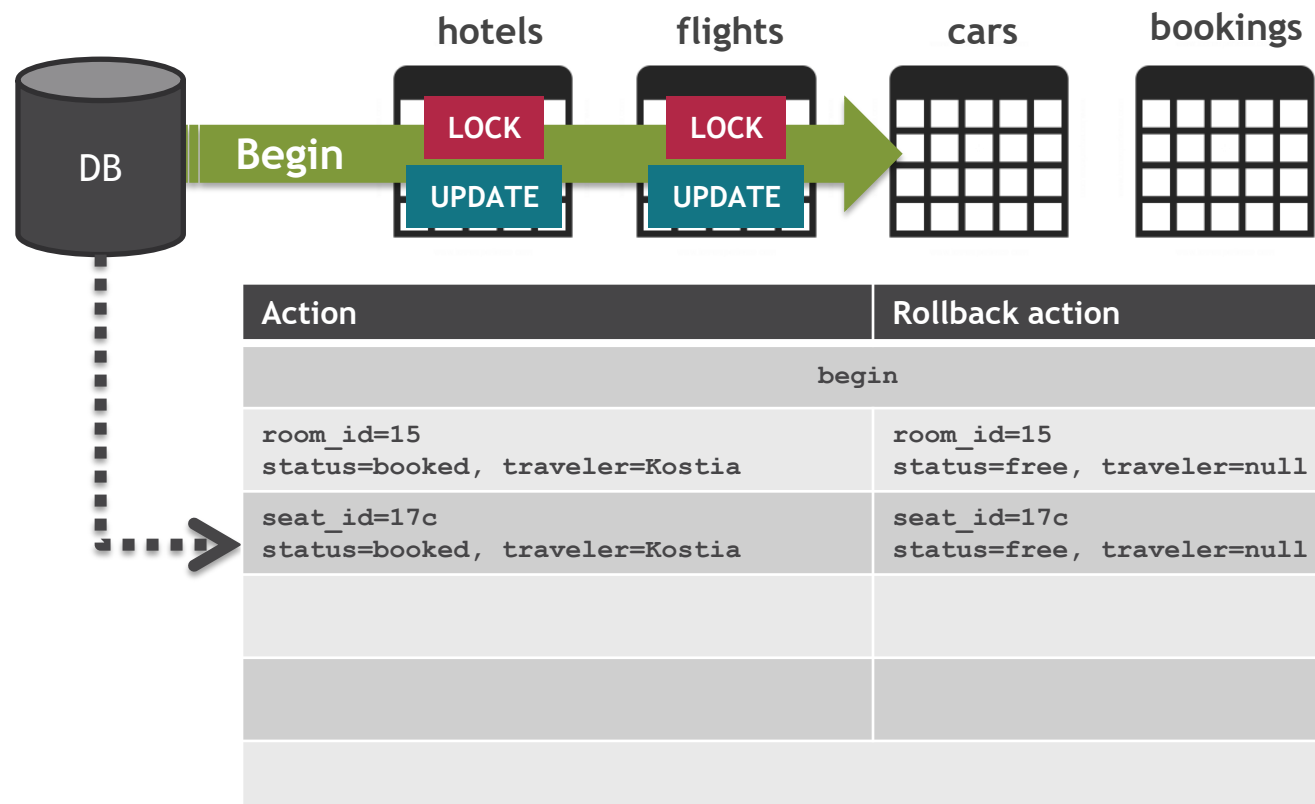 hotels flights cars bookings
LOCK LOCK
DB Begin
UPDATE UPDATE
Action Rollback action
begin
room_id=15 room_id=15
status=booked, traveler=Kostia status=free, traveler=null
seat_id=17c seat_id=17c
status=booked, traveler=Kostia status=free, traveler=null